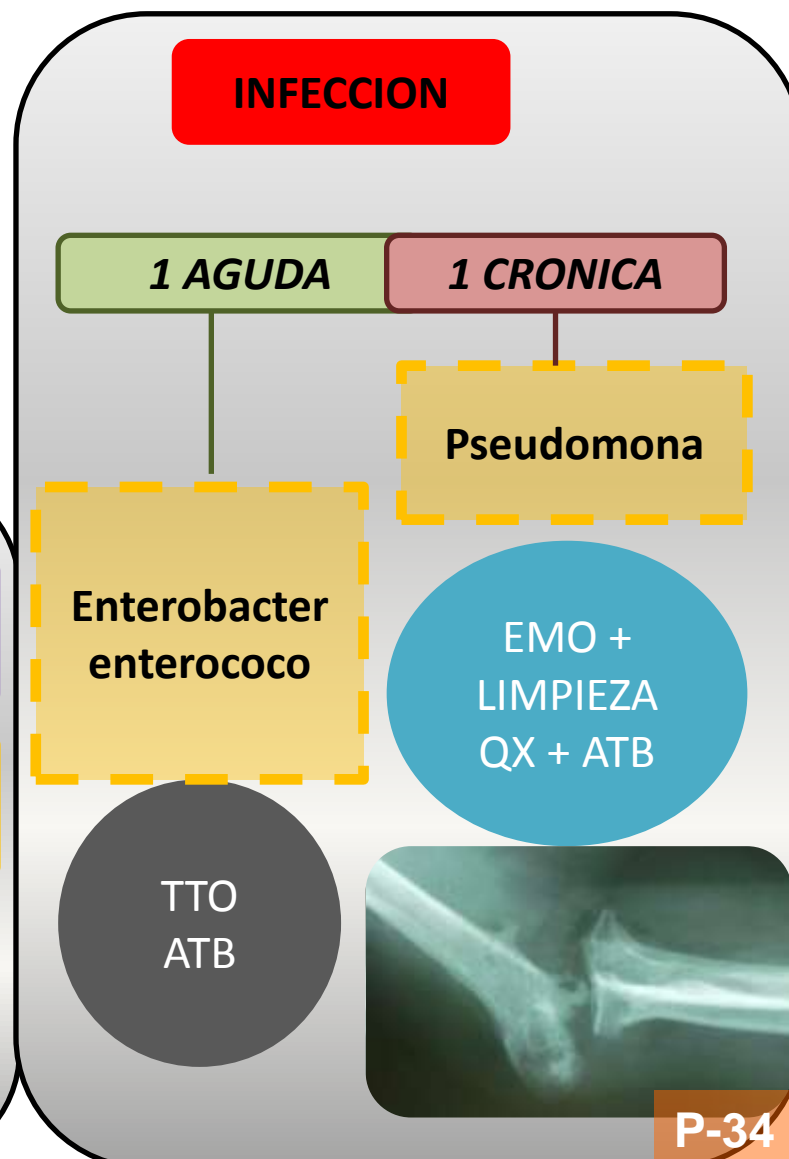 INFECCION
1 AGUDA
1 CRONICA
Pseudomona
Enterobacter
enterococo
EMO +
LIMPIEZA
QX + ATB
TTO
ATB
P-34